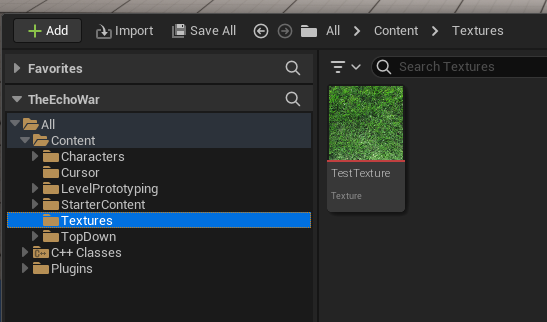 Add Import Save All All Content Textures
Favorites
Search Textures
TheEchoWar
All
Content
Characters
Cursor
LevelPrototyping
StarterContent
Textures
TopDown
C++ Classes
Plugins
TestTexture
Texture